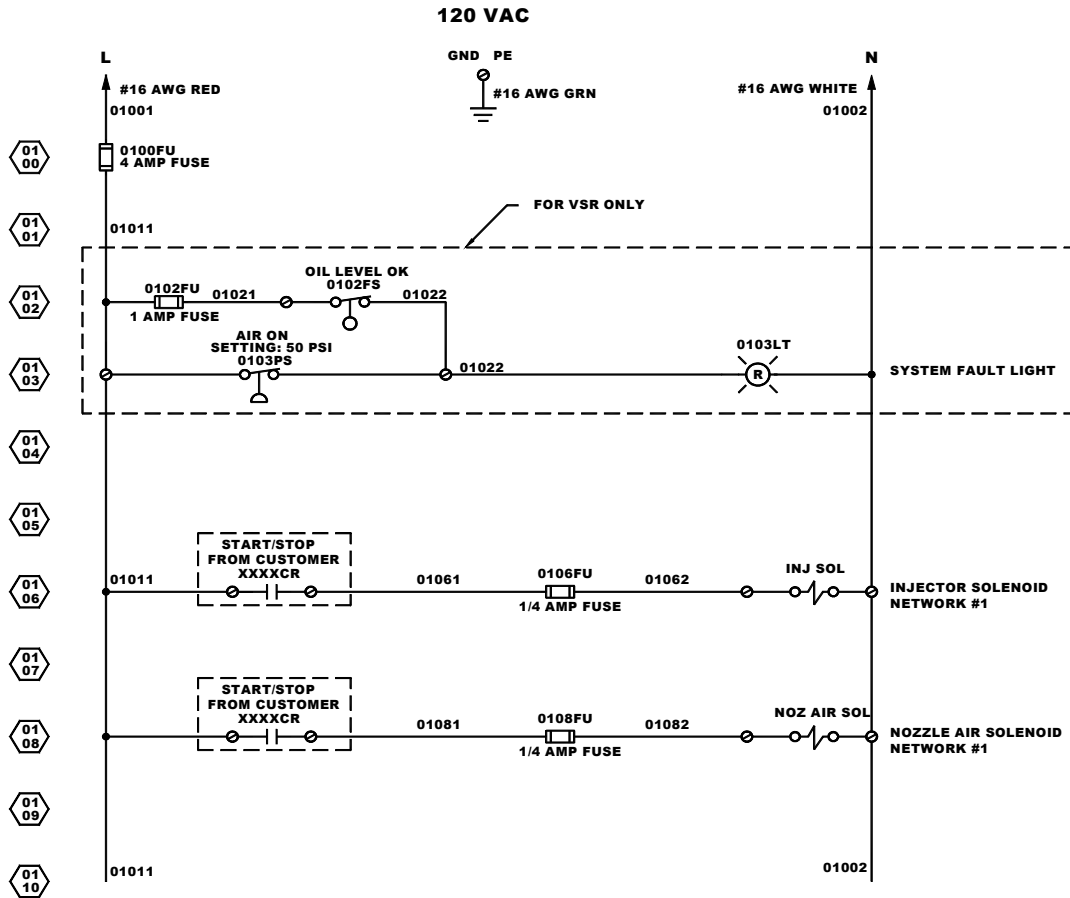 120 VAC
L
GND PE
N
#16 AWG RED
#16 AWG GRN
#16 AWG WHITE
01001
01002
01
00
0100FU
4 AMP FUSE
FOR VSR ONLY
01
01
01011
OIL LEVEL OK
0102FS
01
02
0102FU
01021
01022
1 AMP FUSE
AIR ON
SETTING: 50 PSI
0103PS
0103LT
01
03
01022
R
SYSTEM FAULT LIGHT
01
04
01
05
START/STOP
FROM CUSTOMER
XXXXCR
01
06
01011
01061
0106FU
1/4 AMP FUSE
01062
INJ SOL
INJECTOR SOLENOID
NETWORK #1
01
07
START/STOP
FROM CUSTOMER
XXXXCR
01
08
01081
0108FU
1/4 AMP FUSE
01082
NOZ AIR SOL
NOZZLE AIR SOLENOID
NETWORK #1
01
09
01
10
01011
01002